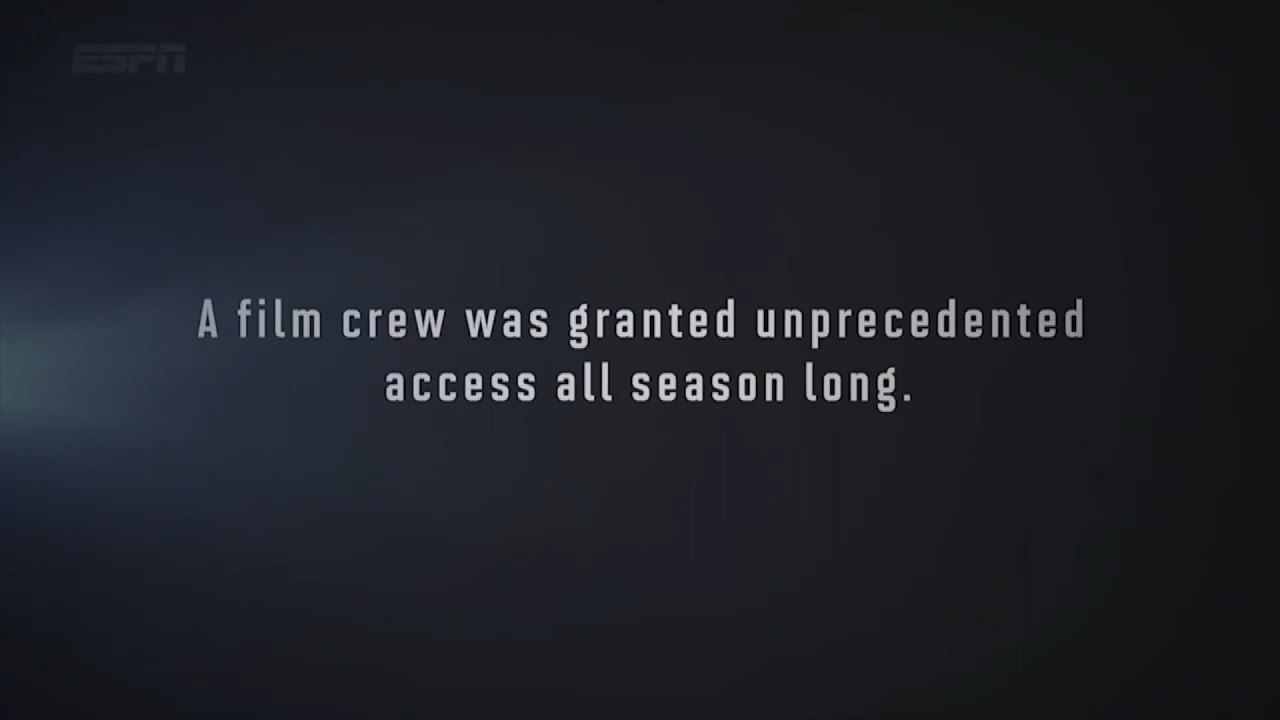 ESPN
A film crew was granted unprecedented
access all season long.